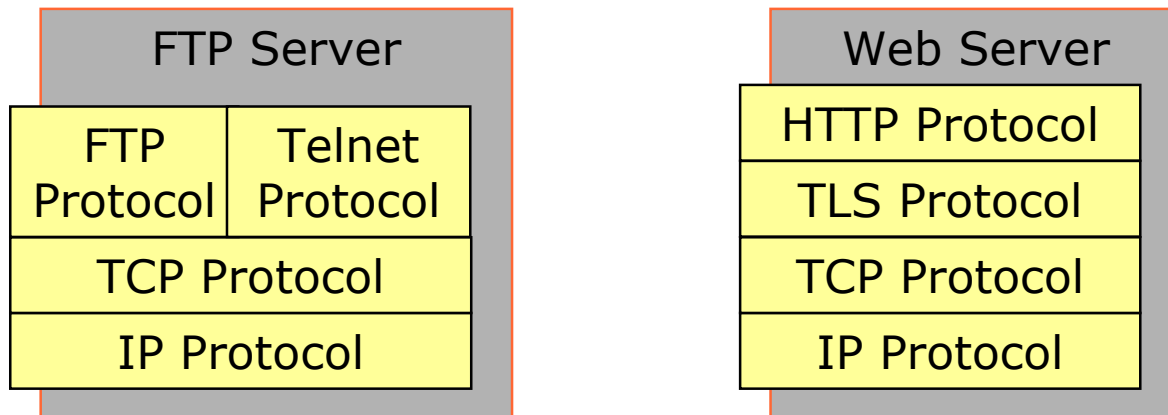 FTP Server
FTP
Protocol
Telnet
Protocol
TCP Protocol
IP Protocol
Web Server
HTTP Protocol
TLS Protocol
TCP Protocol
IP Protocol